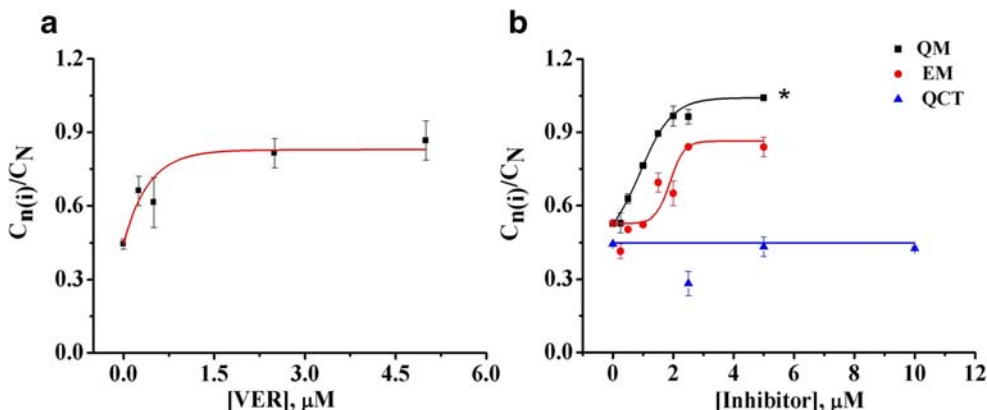 a
1.2
0.9
0.6
0.3
0.0
Cn(i)/CN
0.0 1.5 3.0 4.5 6.0
[VER], μM
b
QM
EM
QCT
1.2
0.9
0.6
0.3
0.0
Cn(i)/CN
*
0 2 4 6 8 10 12
[Inhibitor], μM